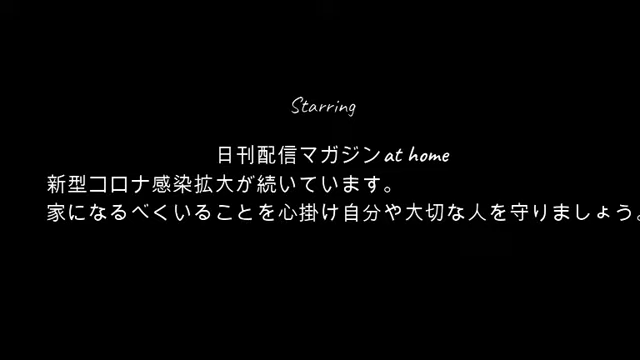 Starring
日刊配信マガジンat home
新型コロナ感染拡大が続いています。
家になるべくいることを心掛け自分や大切な人を守りましょう。